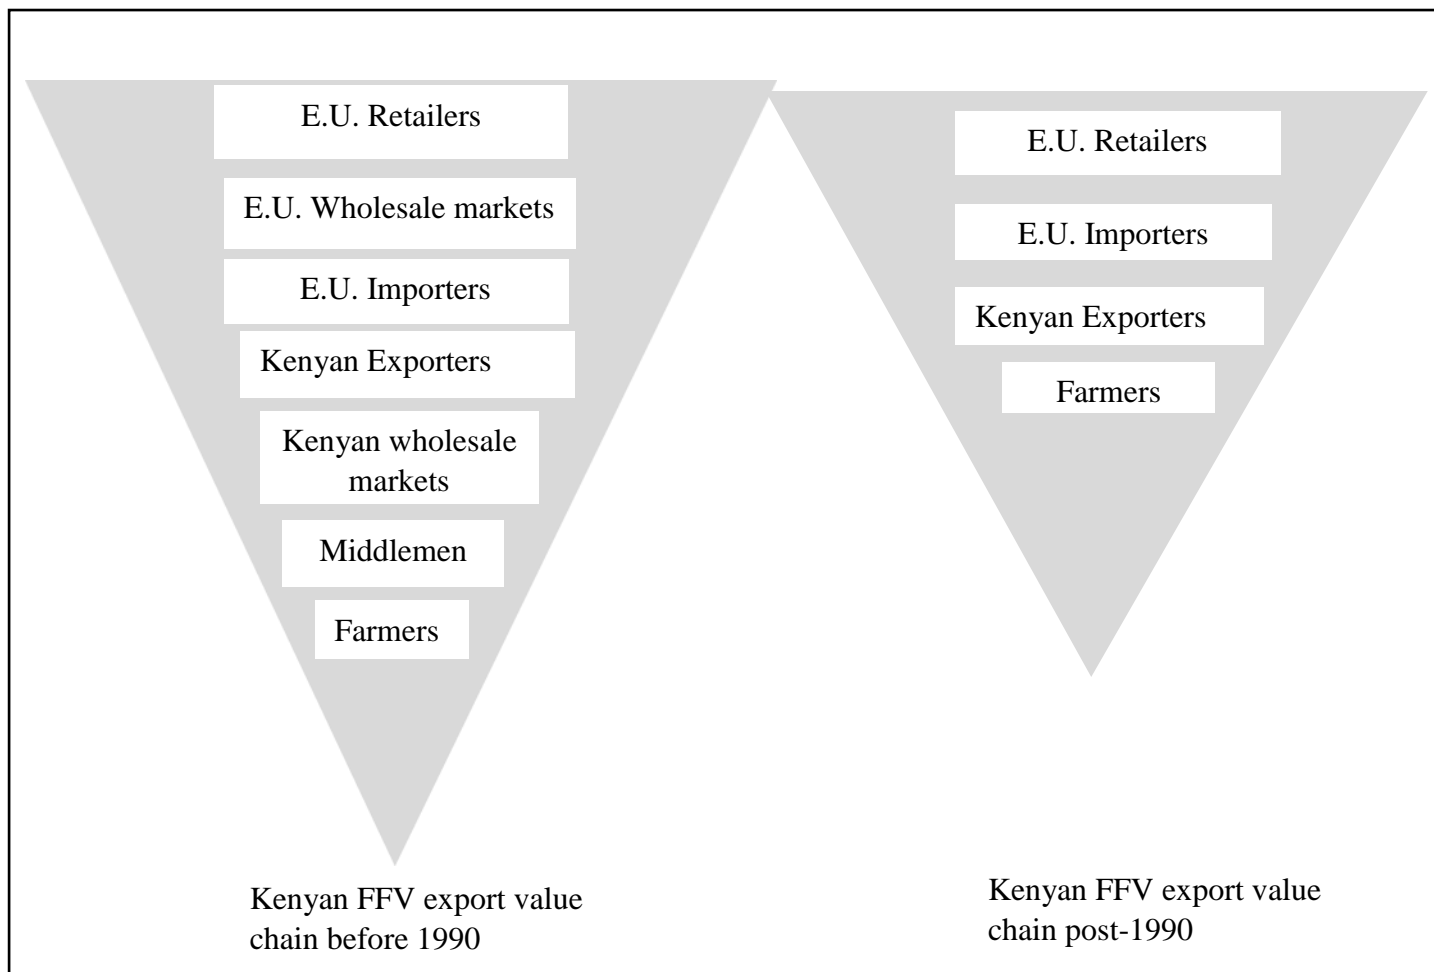 E.U. Retailers
E.U. Wholesale markets
E.U. Importers
Kenyan Exporters
Kenyan wholesale
markets
Middlemen
Farmers
Kenyan FFV export value
chain before 1990
E.U. Retailers
E.U. Importers
Kenyan Exporters
Farmers
Kenyan FFV export value
chain post-1990